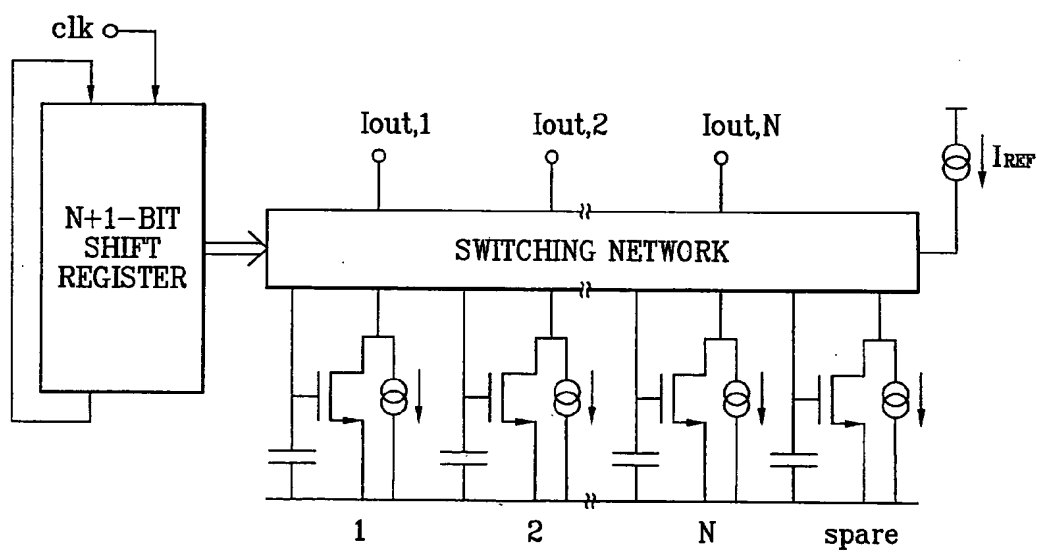 clk
Iout,1
Iout,2
Iout,N
IREF
N+1-BIT
SHIFT
REGISTER
SWITCHING NETWORK
1
2
N
spare